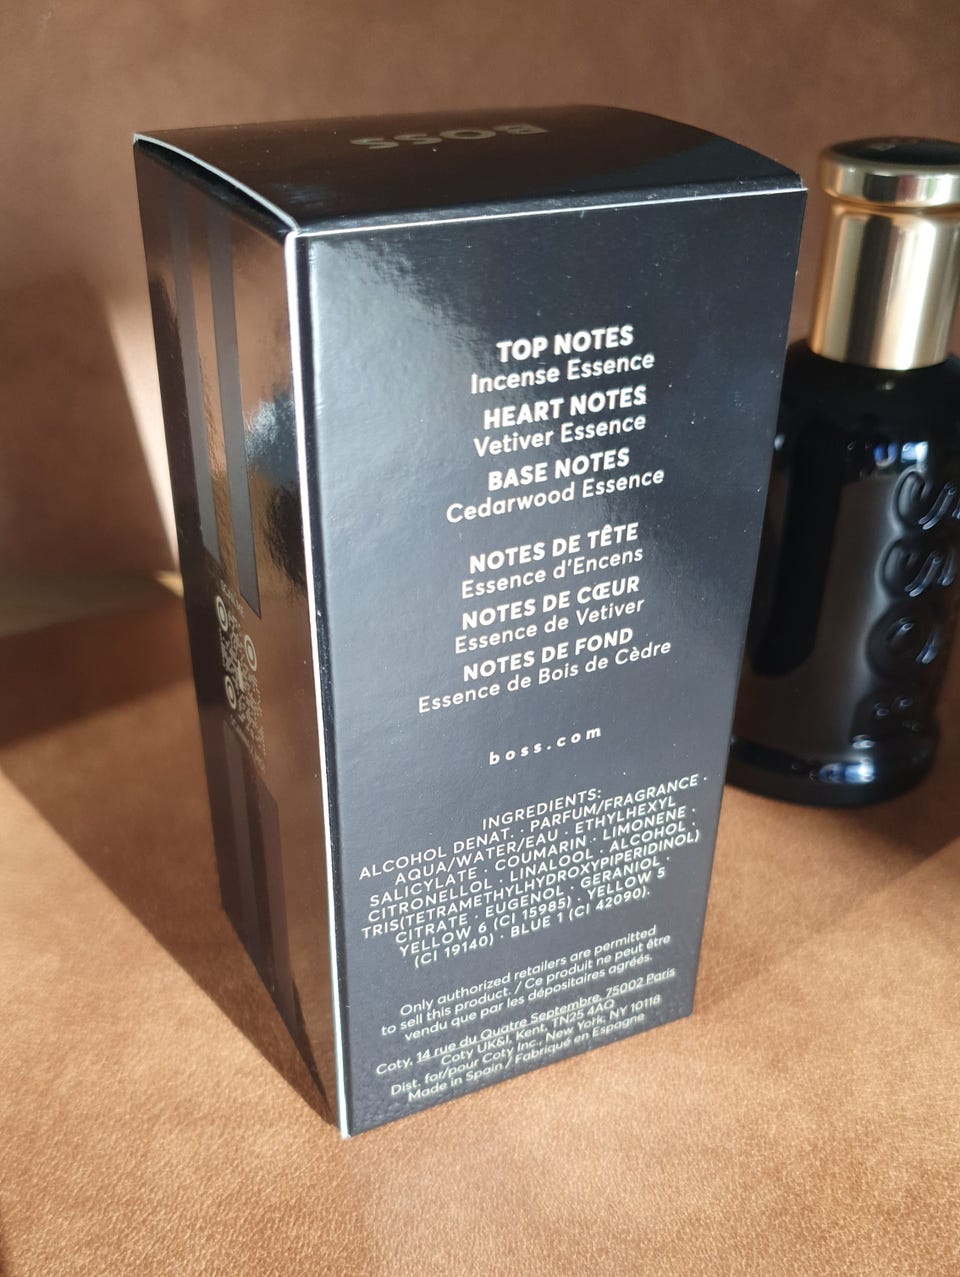 BOSS
TOP NOTES
Incense Essence
HEART NOTES
Vetiver Essence
BASE NOTES
Cedarwood Essence
NOTES DE TÊTE
Essence d'Encens
NOTES DE CŒUR
Essence de Vetiver
NOTES DE FOND
Essence de Bois de Cèdre
boss.com
INGREDIENTS:
ALCOHOL DENAT. · PARFUM/FRAGRANCE ·
AQUA/WATER/EAU · ETHYLHEXYL
SALICYLATE · COUMARIN · LIMONENE ·
CITRONELLOL · LINALOOL · ALCOHOL ·
TRIS(TETRAMETHYLHYDROXYPIPERIDINOL)
CITRATE · EUGENOL · GERANIOL ·
YELLOW 6 (CI 15985) · YELLOW 5
(CI 19140) · BLUE 1 (CI 42090).
Only authorized retailers are permitted
to sell this product. / Ce produit ne peut être
vendu que par les dépositaires agréés.
Coty, 14 rue du Quatre Septembre, 75002 Paris
Coty UK&I, Kent, TN25 4AQ
Dist. for/pour Coty Inc., New York, NY 10118
Made in Spain / Fabriqué en Espagne
BOSS